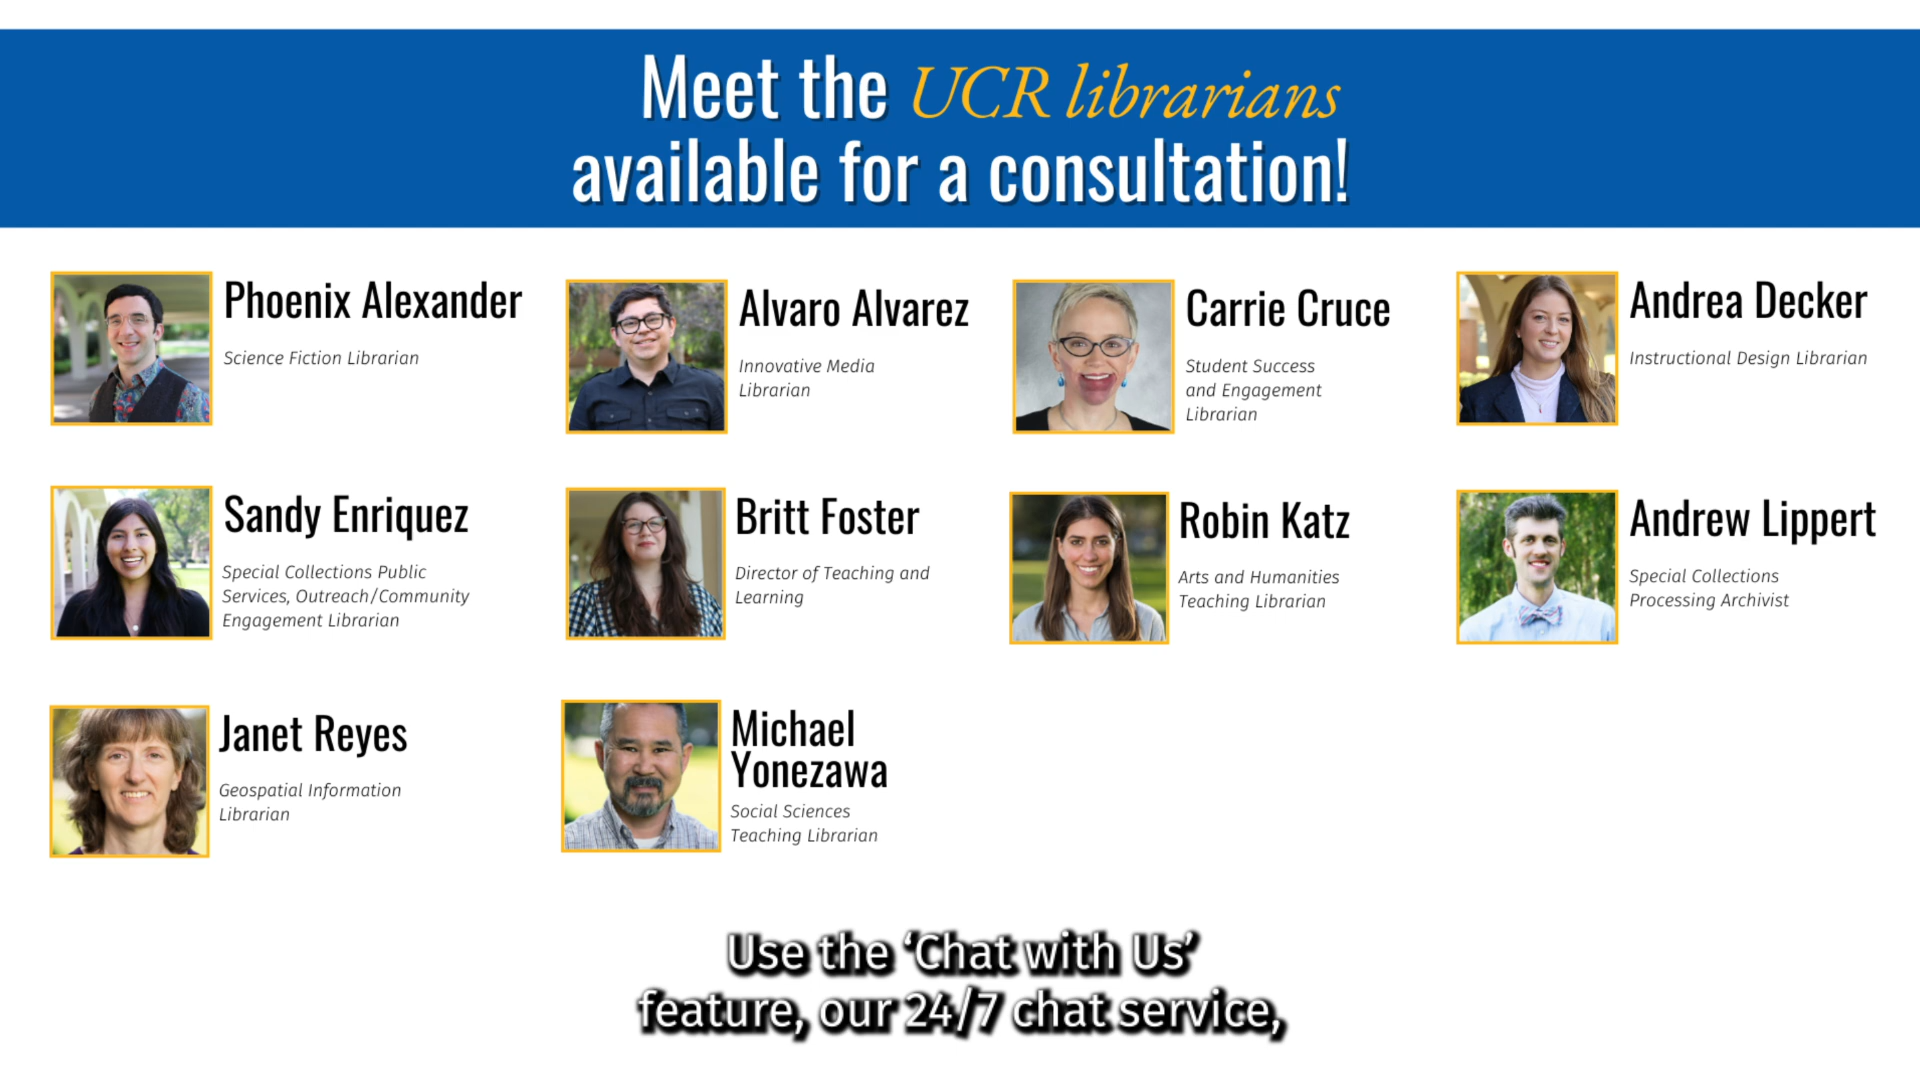 Meet the UCR librarians
available for a consultation!
Phoenix Alexander
Science Fiction Librarian
Alvaro Alvarez
Innovative Media
Librarian
Carrie Cruce
Student Success
and Engagement
Librarian
Andrea Decker
Instructional Design Librarian
Sandy Enriquez
Special Collections Public
Services, Outreach/Community
Engagement Librarian
Britt Foster
Director of Teaching and
Learning
Robin Katz
Arts and Humanities
Teaching Librarian
Andrew Lippert
Special Collections
Processing Archivist
Janet Reyes
Geospatial Information
Librarian
Michael
Yonezawa
Social Sciences
Teaching Librarian
Use the ‘Chat with Us’
feature, our 24/7 chat service,